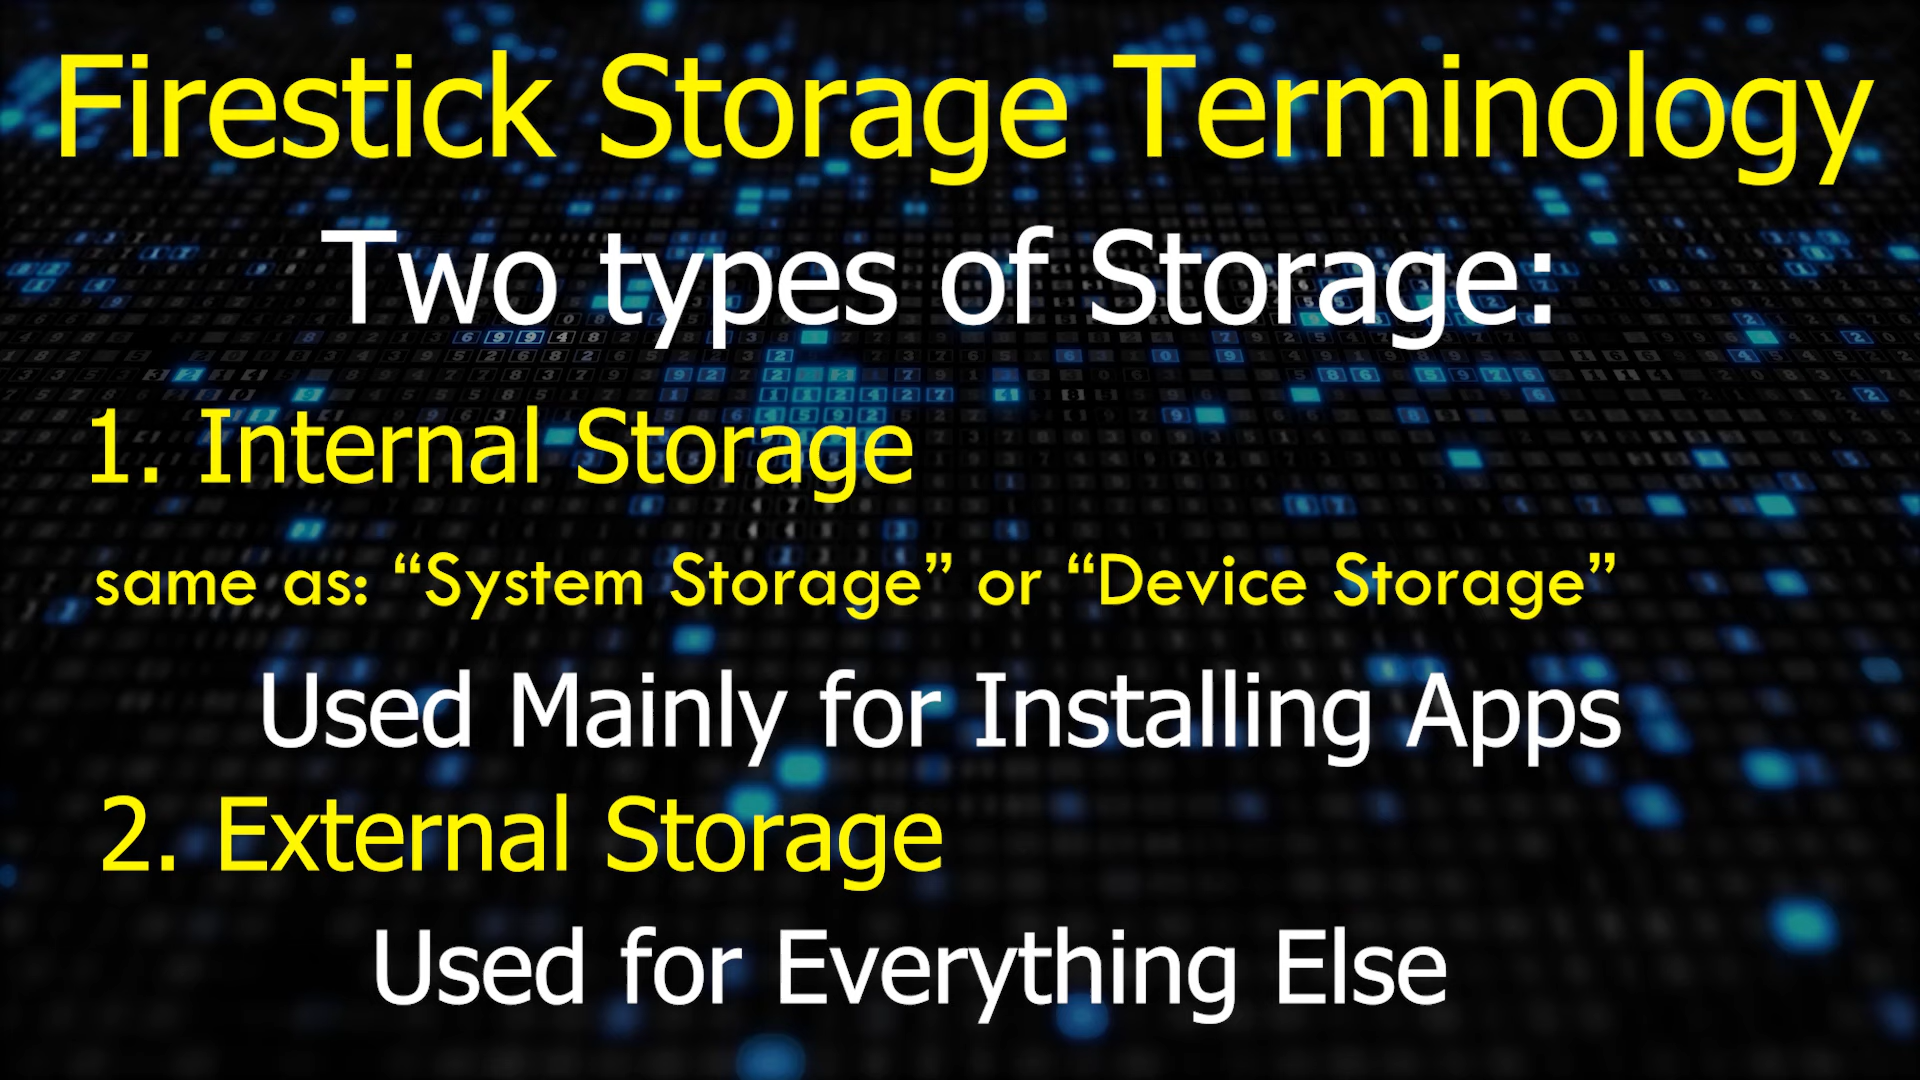 Firestick Storage Terminology
Two types of Storage:
1. Internal Storage
same as: “System Storage” or “Device Storage”
Used Mainly for Installing Apps
2. External Storage
Used for Everything Else